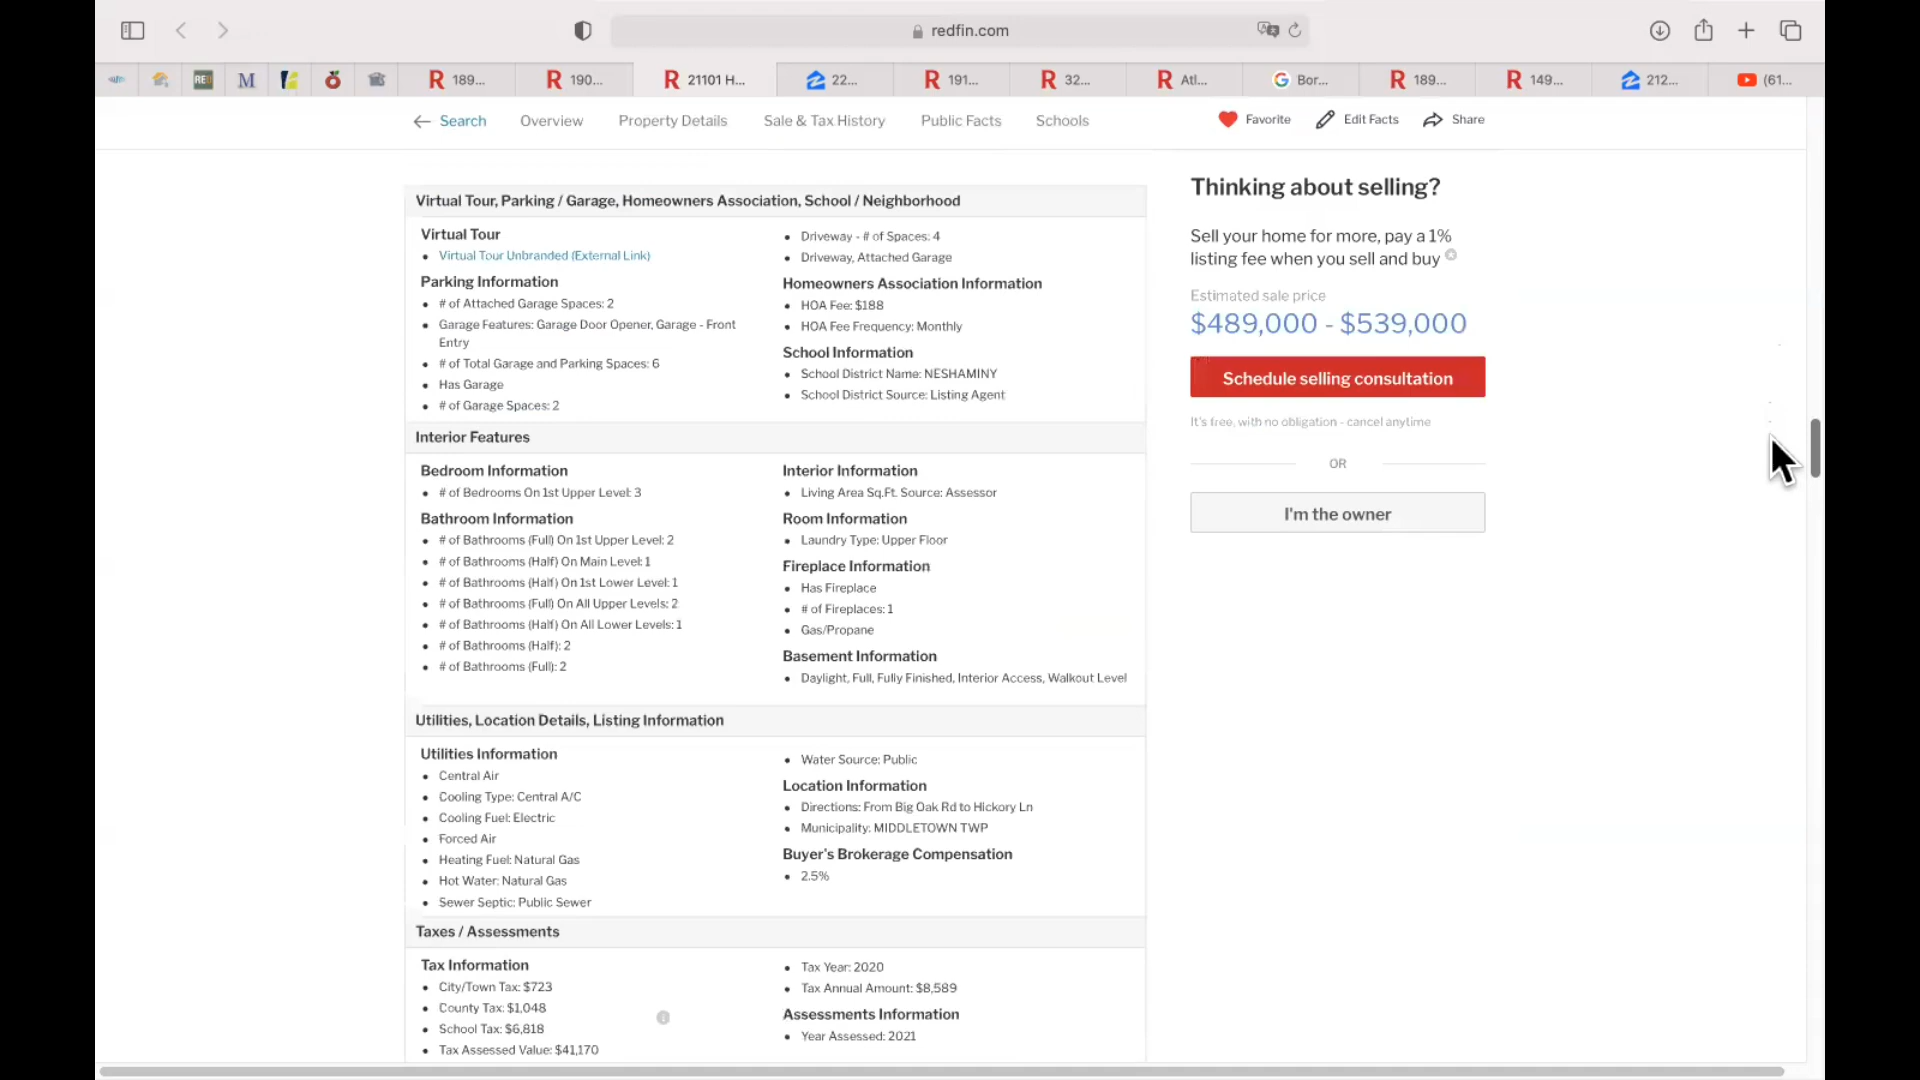 redfin.com
RE
M
R 189...
R 190...
R 21101 H...
Z 22...
R 191...
R 32...
R Atl...
G Bor...
R 189...
R 149...
Z 212...
(61...
Search
Overview
Property Details
Sale & Tax History
Public Facts
Schools
Favorite
Edit Facts
Share
Virtual Tour, Parking / Garage, Homeowners Association, School / Neighborhood
Virtual Tour
• Virtual Tour Unbranded (External Link)
Parking Information
• # of Attached Garage Spaces: 2
• Garage Features: Garage Door Opener, Garage - Front
Entry
• # of Total Garage and Parking Spaces: 6
• Has Garage
• # of Garage Spaces: 2
• Driveway - # of Spaces: 4
• Driveway, Attached Garage
Homeowners Association Information
• HOA Fee: $188
• HOA Fee Frequency: Monthly
School Information
• School District Name: NESHAMINY
• School District Source: Listing Agent
Interior Features
Bedroom Information
• # of Bedrooms On 1st Upper Level: 3
Bathroom Information
• # of Bathrooms (Full) On 1st Upper Level: 2
• # of Bathrooms (Half) On Main Level: 1
• # of Bathrooms (Half) On 1st Lower Level: 1
• # of Bathrooms (Full) On All Upper Levels: 2
• # of Bathrooms (Half) On All Lower Levels: 1
• # of Bathrooms (Half): 2
• # of Bathrooms (Full): 2
Interior Information
• Living Area Sq.Ft. Source: Assessor
Room Information
• Laundry Type: Upper Floor
Fireplace Information
• Has Fireplace
• # of Fireplaces: 1
• Gas/Propane
Basement Information
• Daylight, Full, Fully Finished, Interior Access, Walkout Level
Utilities, Location Details, Listing Information
Utilities Information
• Central Air
• Cooling Type: Central A/C
• Cooling Fuel: Electric
• Forced Air
• Heating Fuel: Natural Gas
• Hot Water: Natural Gas
• Sewer Septic: Public Sewer
• Water Source: Public
Location Information
• Directions: From Big Oak Rd to Hickory Ln
• Municipality: MIDDLETOWN TWP
Buyer's Brokerage Compensation
• 2.5%
Taxes / Assessments
Tax Information
• City/Town Tax: $723
• County Tax: $1,048
• School Tax: $6,818
• Tax Assessed Value: $41,170
• Tax Year: 2020
• Tax Annual Amount: $8,589
Assessments Information
• Year Assessed: 2021
Thinking about selling?
Sell your home for more, pay a 1%
listing fee when you sell and buy
Estimated sale price
$489,000 - $539,000
Schedule selling consultation
It's free, with no obligation - cancel anytime
OR
I'm the owner